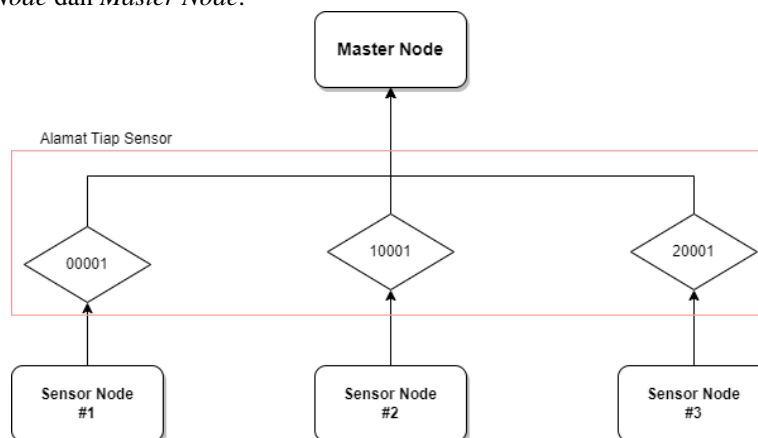 Node dan Master Node.
Master Node
Alamat Tiap Sensor
00001
10001
20001
Sensor Node
#1
Sensor Node
#2
Sensor Node
#3